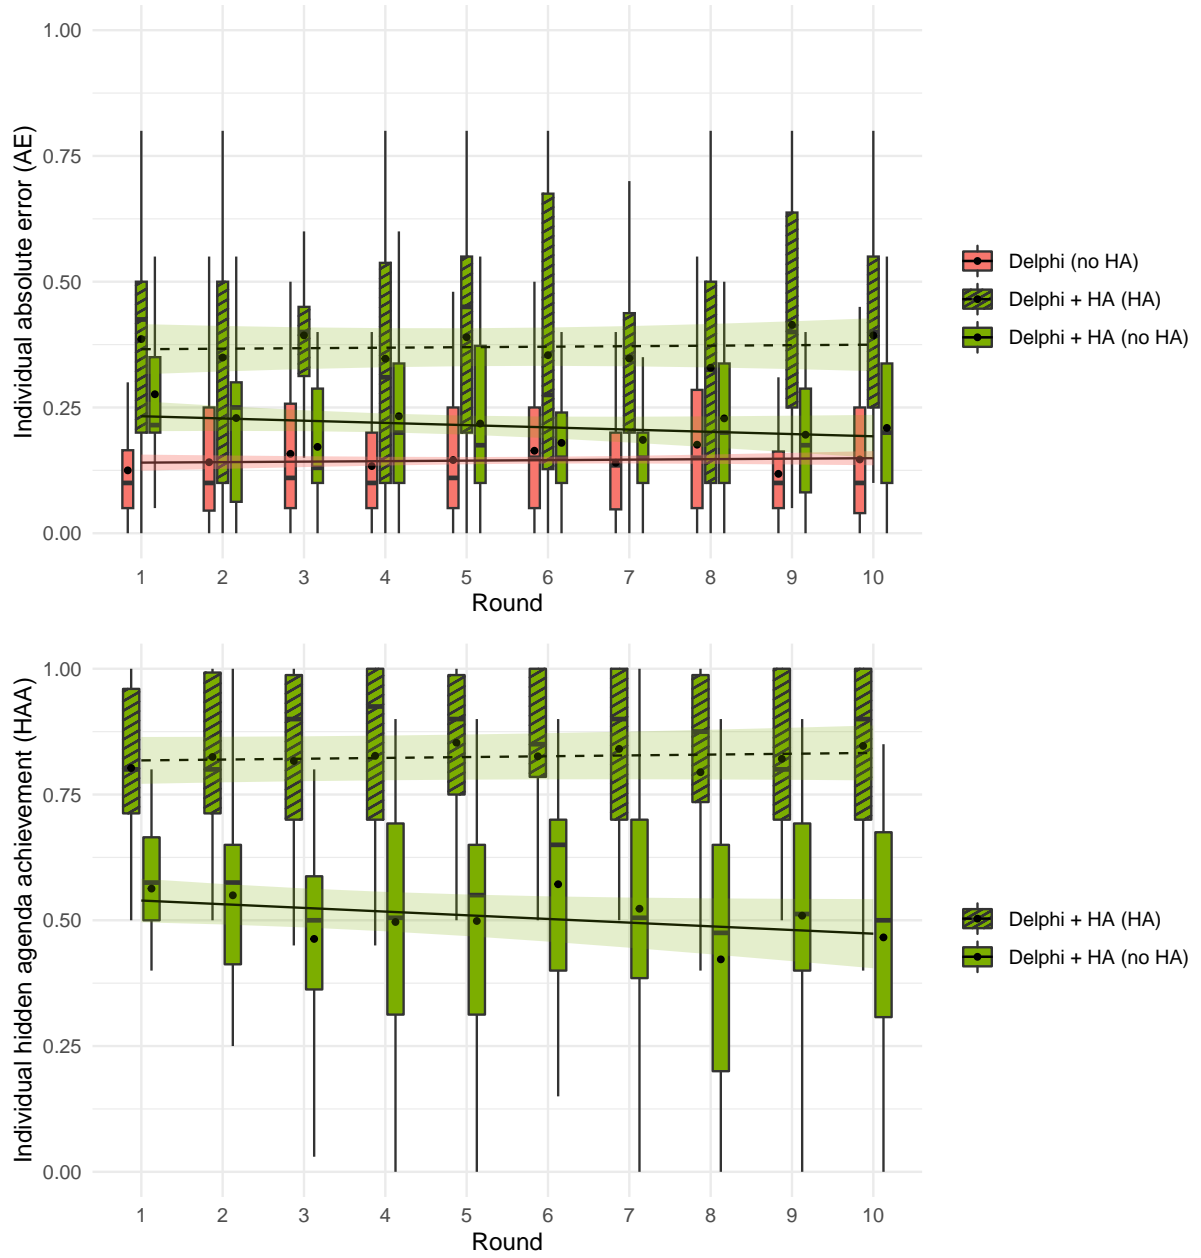 Individual absolute error (AE)
1.00
0.75
0.50
0.25
0.00
1 2 3 4 5 6 7 8 9 10
Round
Delphi (no HA)
Delphi + HA (HA)
Delphi + HA (no HA)
Individual hidden agenda achievement (HAA)
1.00
0.75
0.50
0.25
0.00
1 2 3 4 5 6 7 8 9 10
Round
Delphi + HA (HA)
Delphi + HA (no HA)